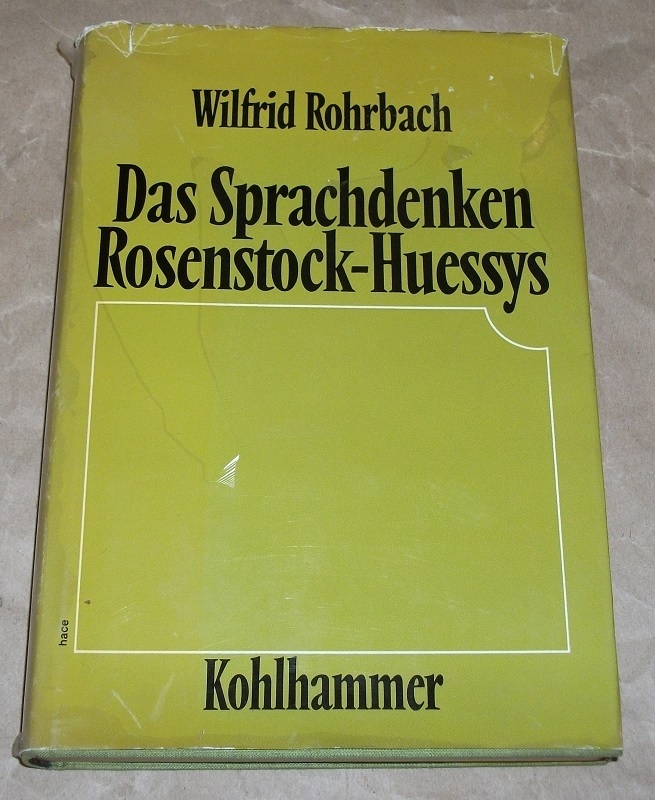 Wilfrid Rohrbach
Das Sprachdenken
Rosenstock-Huessys
hace
Kohlhammer